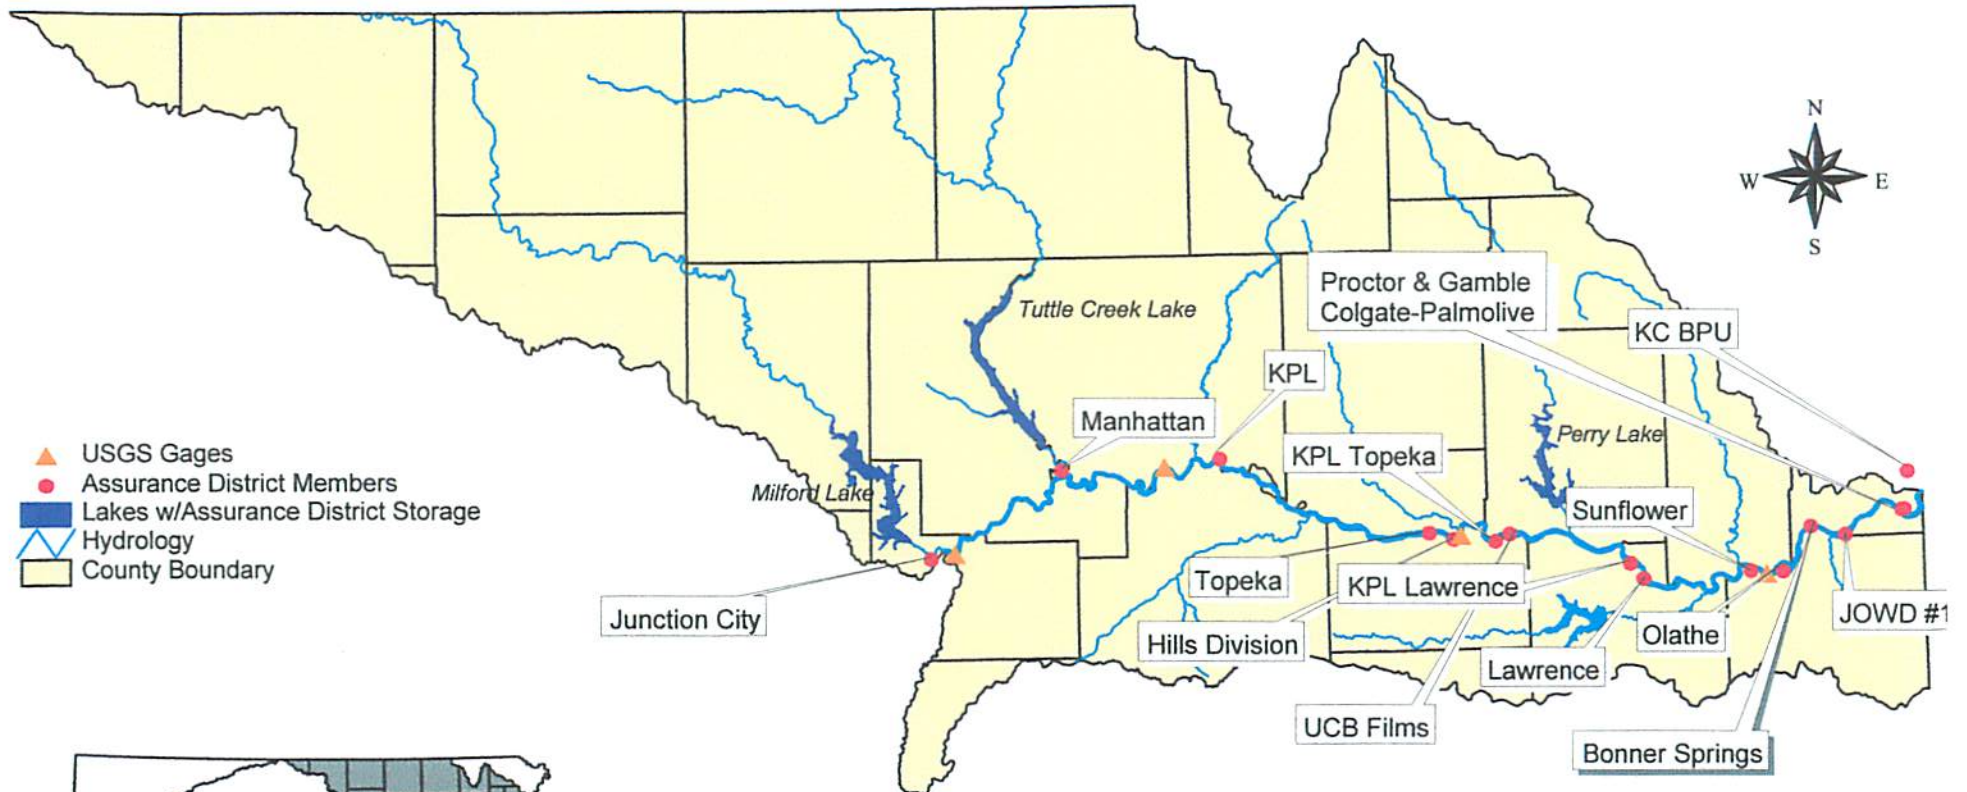 N
W E
S
Proctor & Gamble
Colgate-Palmolive
KC BPU
Tuttle Creek Lake
KPL
Manhattan
KPL Topeka
Perry Lake
Milford Lake
Sunflower
USGS Gages
Assurance District Members
Lakes w/Assurance District Storage
Hydrology
County Boundary
Topeka
KPL Lawrence
JOWD #1
Junction City
Hills Division
Olathe
Lawrence
UCB Films
Bonner Springs